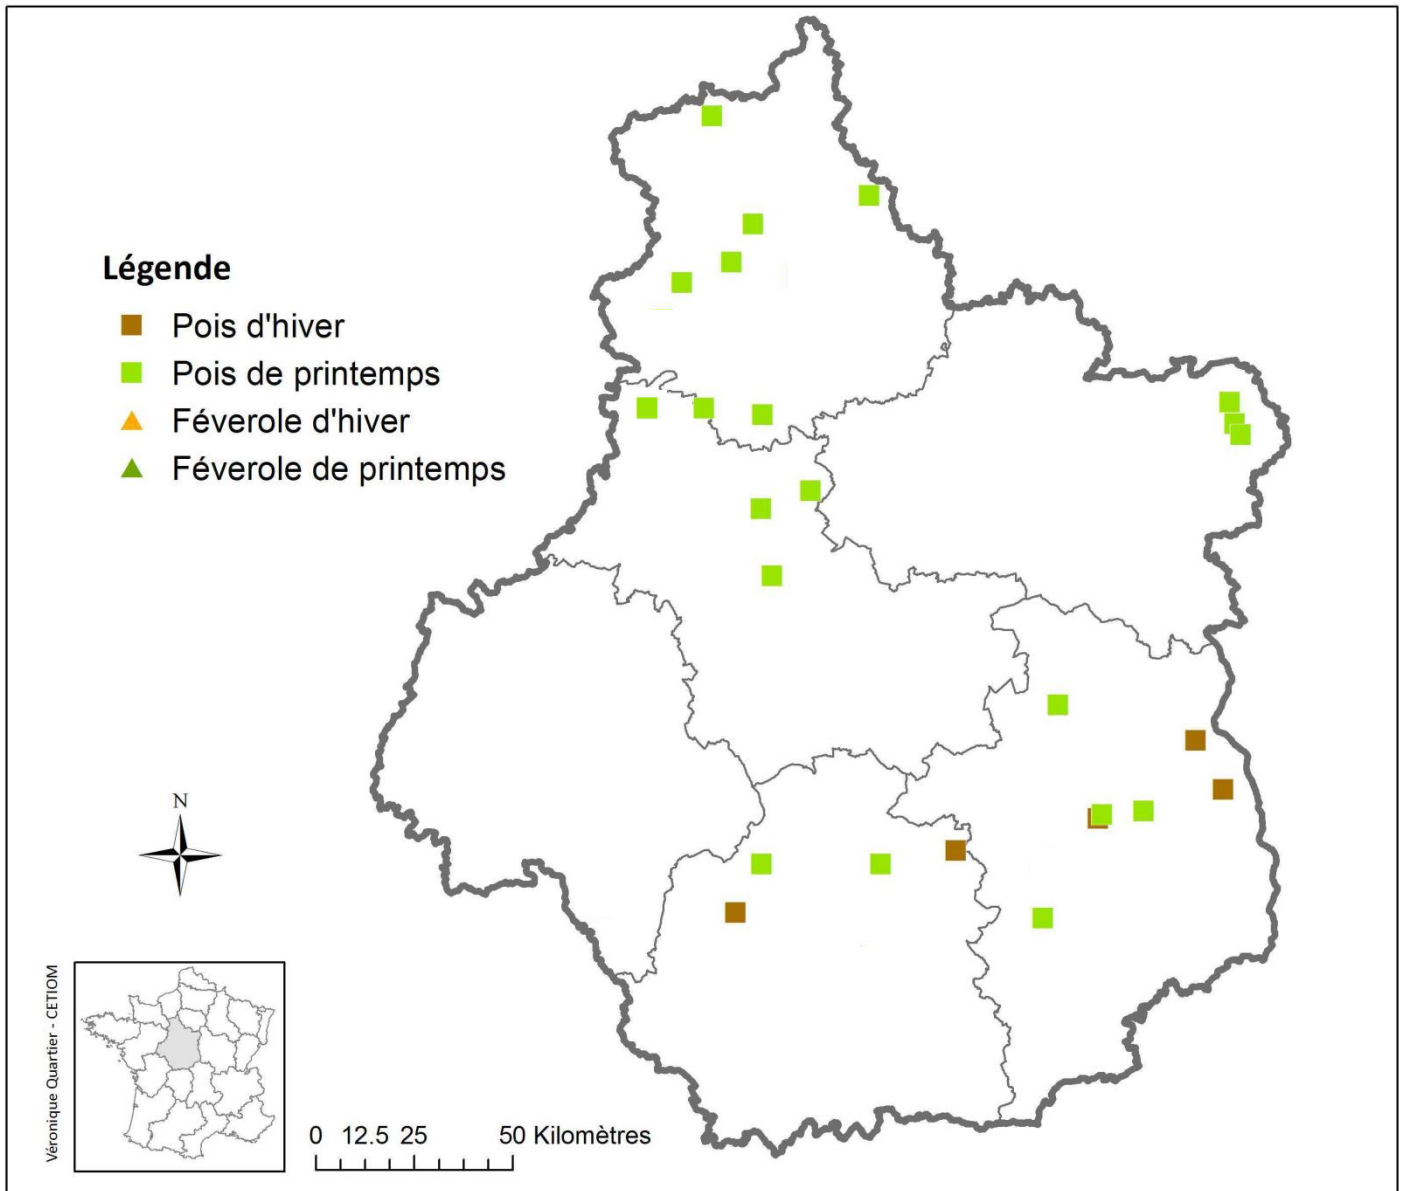 Légende
Pois d'hiver
Pois de printemps
Féverole d'hiver
Féverole de printemps
N
Véronique Quartier - CETIOM
0 12.5 25 50 Kilomètres